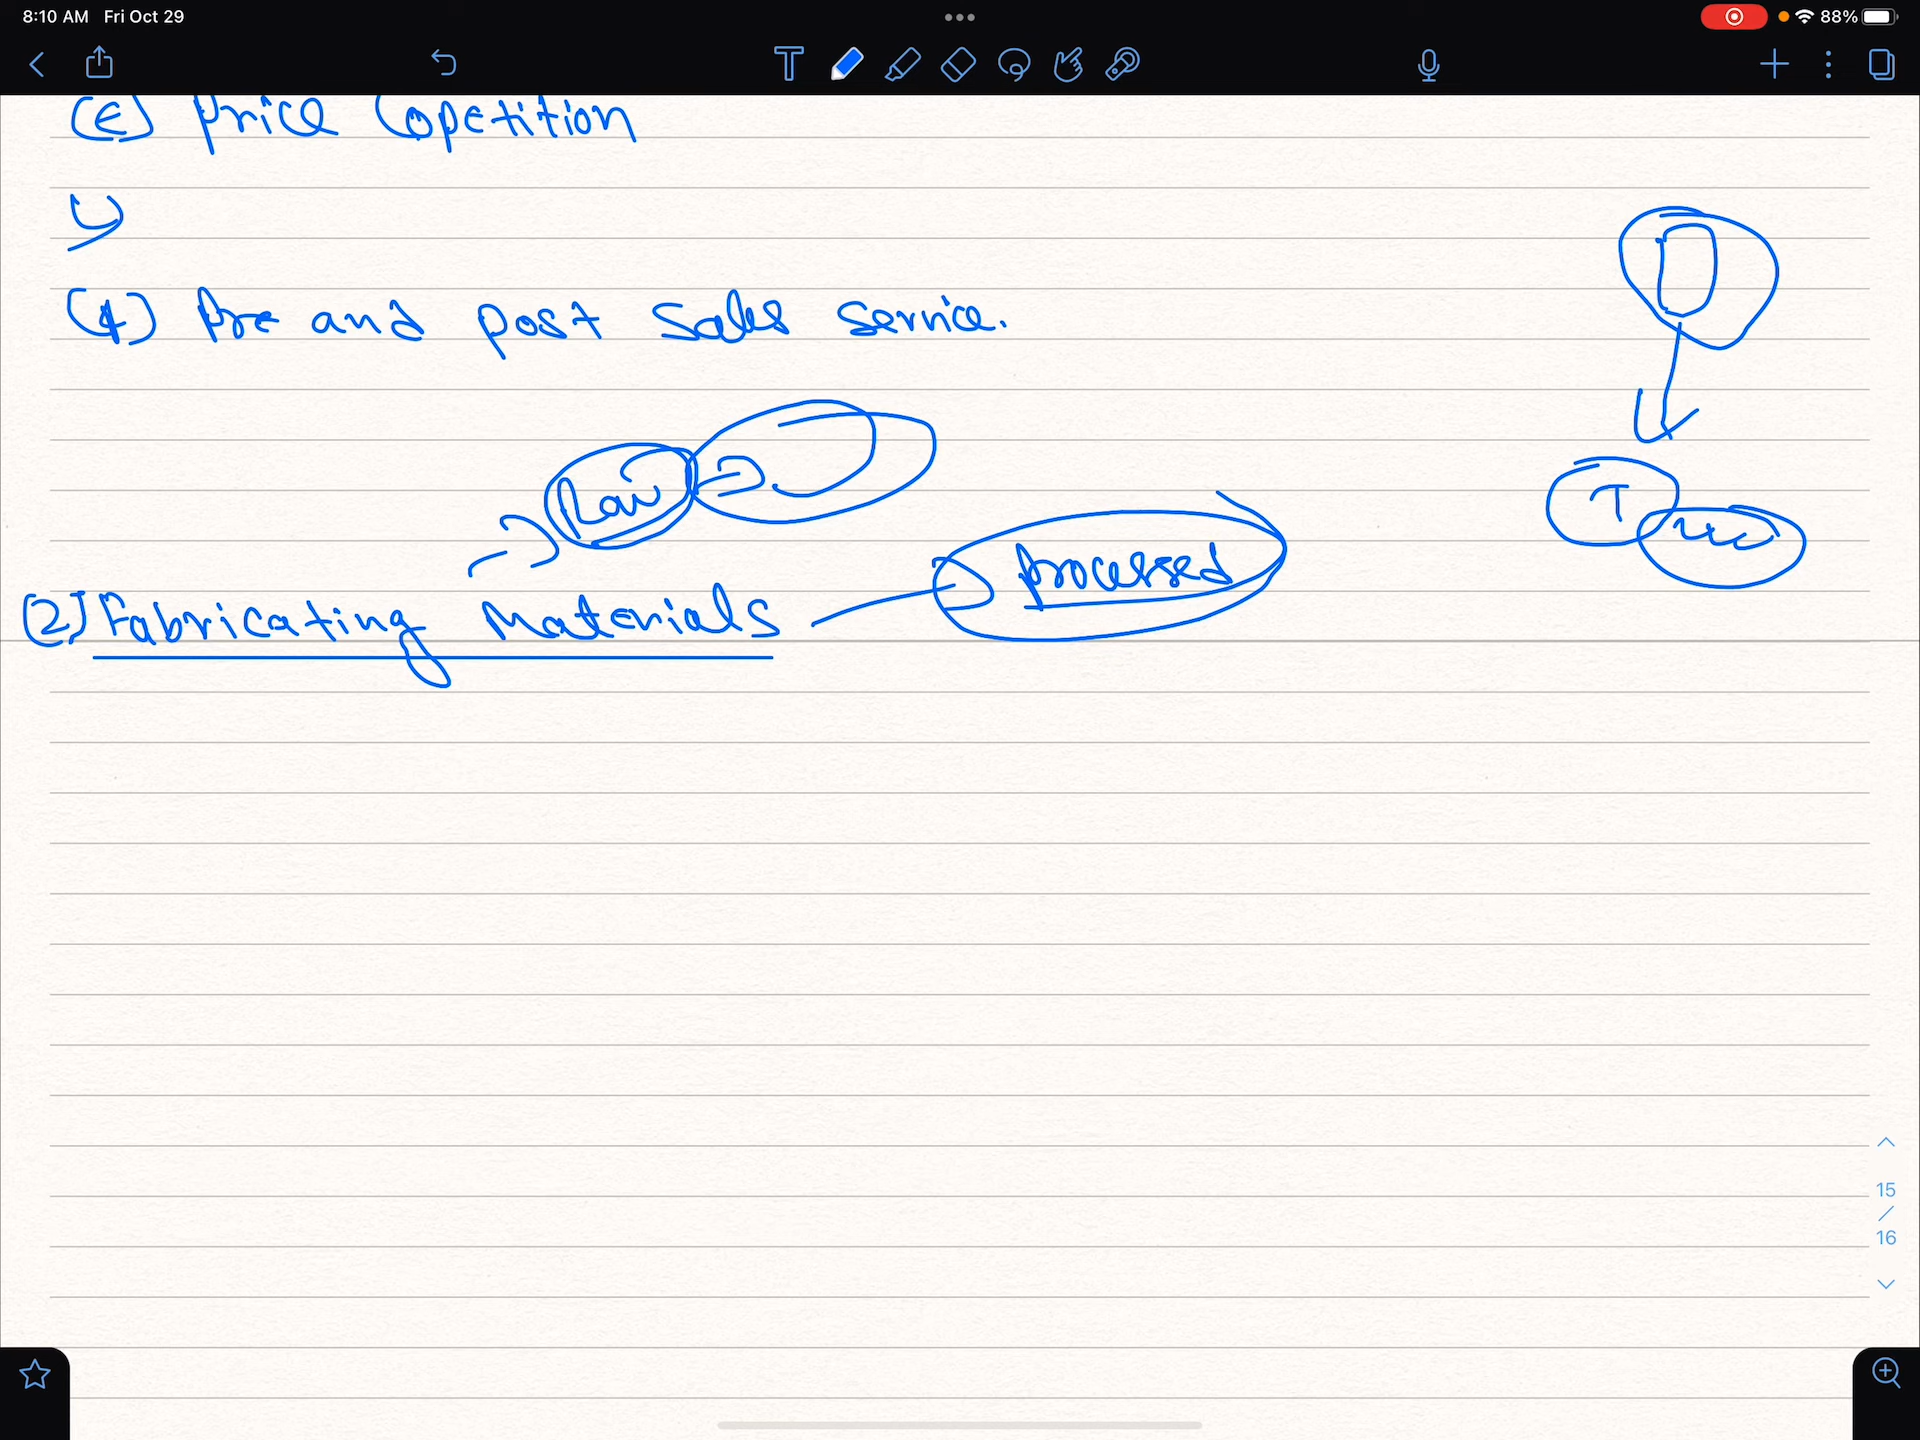 8:10 AM Fri Oct 29
88%
(E) Price Copetition
(f) Pre and post Sales Service.
Raw
T
processed
(2) Fabricating Materials
15
/
16